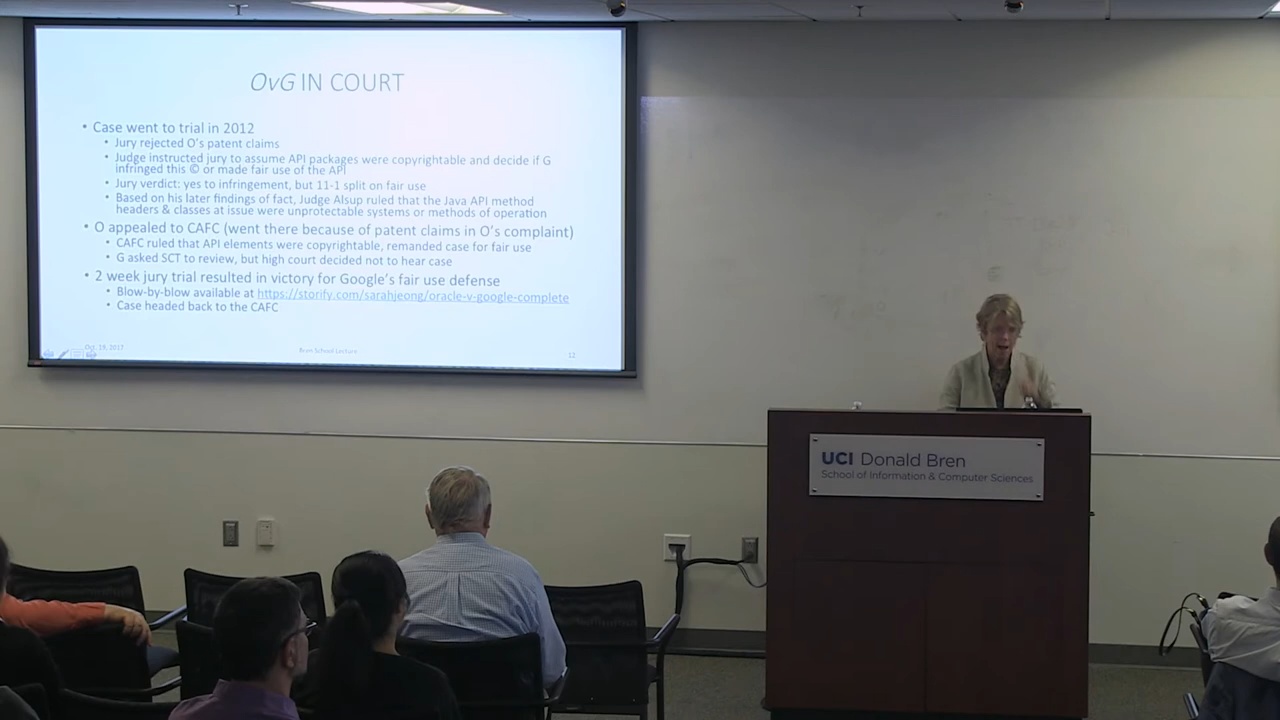 OvG IN COURT
• Case went to trial in 2012
• Jury rejected O's patent claims
• Judge instructed jury to assume API packages were copyrightable and decide if G
infringed this © or made fair use of the API
• Jury verdict: yes to infringement, but 11-1 split on fair use
• Based on his later findings of fact, Judge Alsup ruled that the Java API method
headers & classes at issue were unprotectable systems or methods of operation
• O appealed to CAFC (went there because of patent claims in O's complaint)
• CAFC ruled that API elements were copyrightable, remanded case for fair use
• G asked SCT to review, but high court decided not to hear case
• 2 week jury trial resulted in victory for Google's fair use defense
• Blow-by-blow available at https://storify.com/sarahjeong/oracle-v-google-complete
• Case headed back to the CAFC
Oct. 19, 2017
Bren School Lecture
12
UCI Donald Bren
School of Information & Computer Sciences